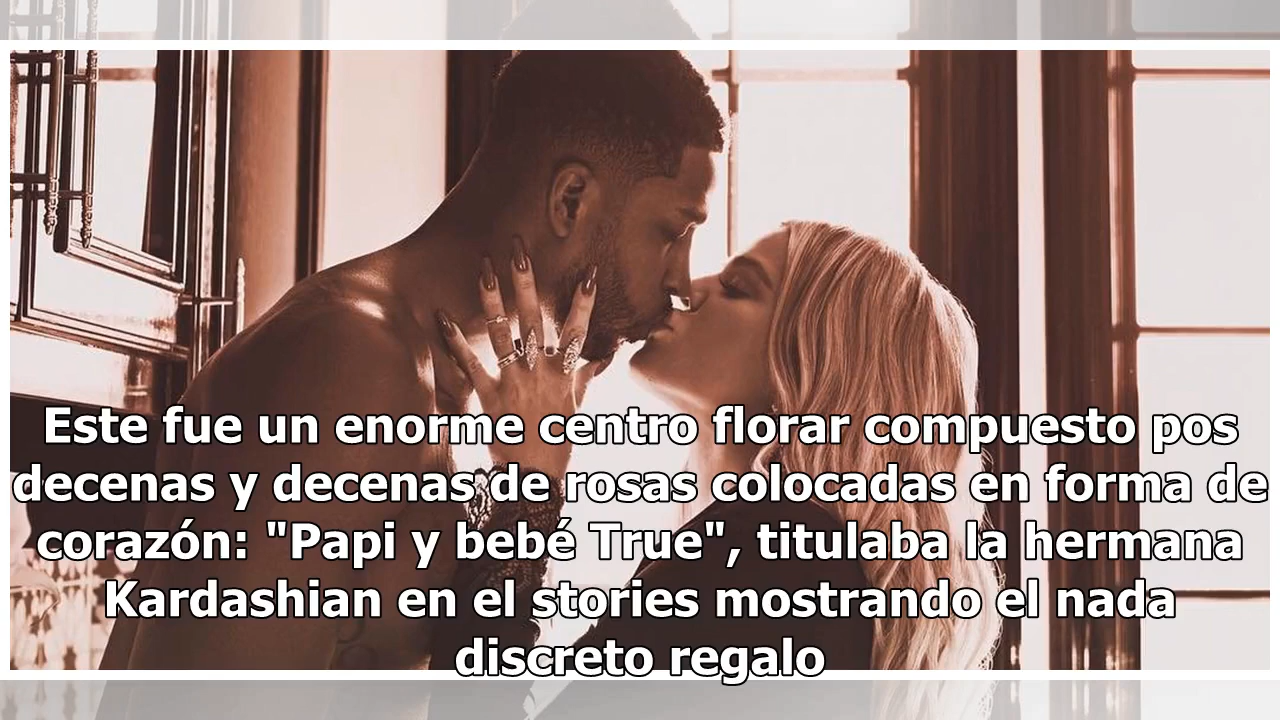 Este fue un enorme centro florar compuesto pos
decenas y decenas de rosas colocadas en forma de
corazón: "Papi y bebé True", titulaba la hermana
Kardashian en el stories mostrando el nada
discreto regalo